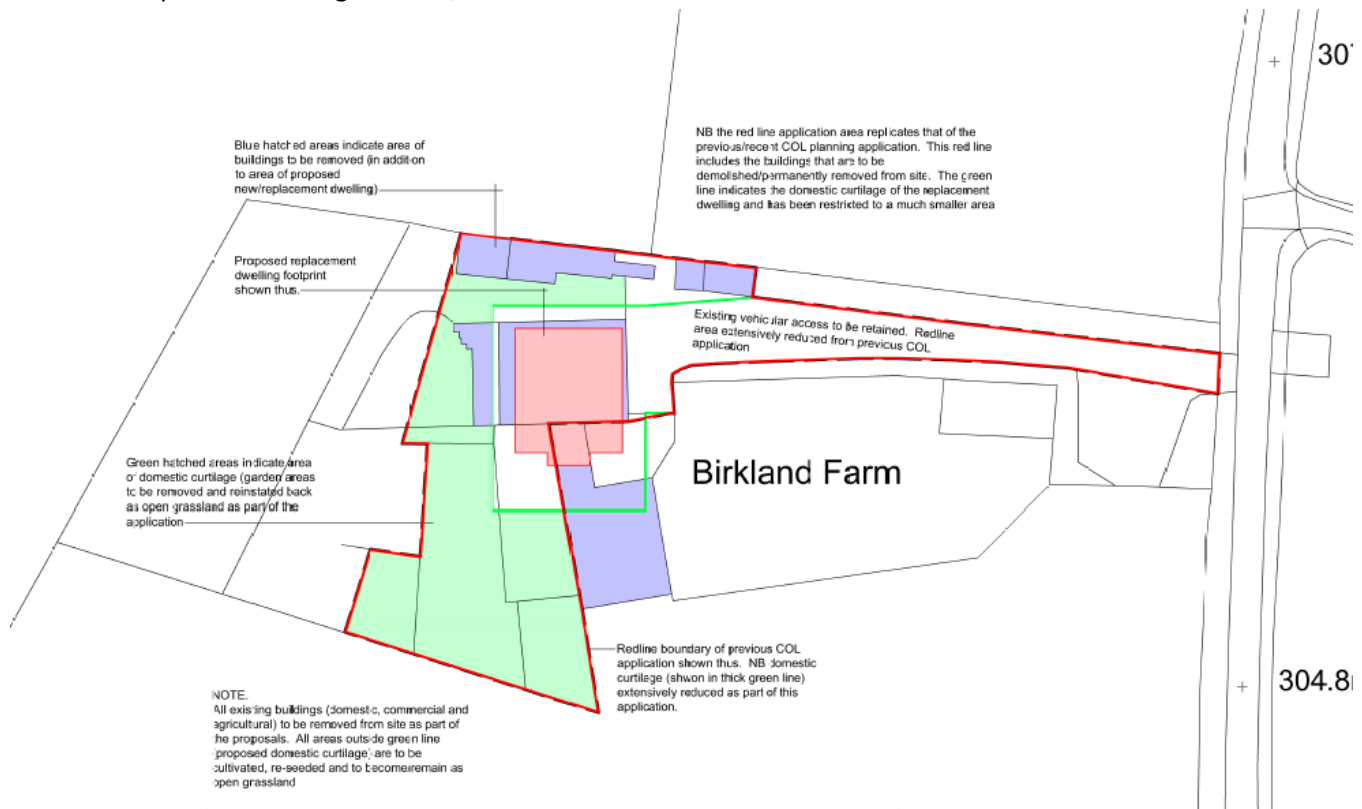 307
Blue hatched areas indicate area of
buildings to be removed (in addition
to area of proposed
new/replacement dwelling)
NB the red line application area replicates that of the
previous/recent COL planning application. This red line
includes the buildings that are to be
demolished/permanently removed from site. The green
line indicates the domestic curtilage of the replacement
dwelling and has been restricted to a much smaller area
Proposed replacement
dwelling footprint
shown thus.
Existing vehicular access to be retained. Redline
area extensively reduced from previous COL
application
Green hatched areas indicate area
of domestic curtilage (garden areas
to be removed and reinstated back
as open grassland as part of the
application
Birkland Farm
Redline boundary of previous COL
application shown thus. NB domestic
curtilage (shwon in thick green line)
extensively reduced as part of this
application.
304.8
NOTE.
All existing buildings (domestic, commercial and
agricultural) to be removed from site as part of
the proposals. All areas outside green line
(proposed domestic curtilage) are to be
cultivated, re-seeded and to become/remain as
open grassland